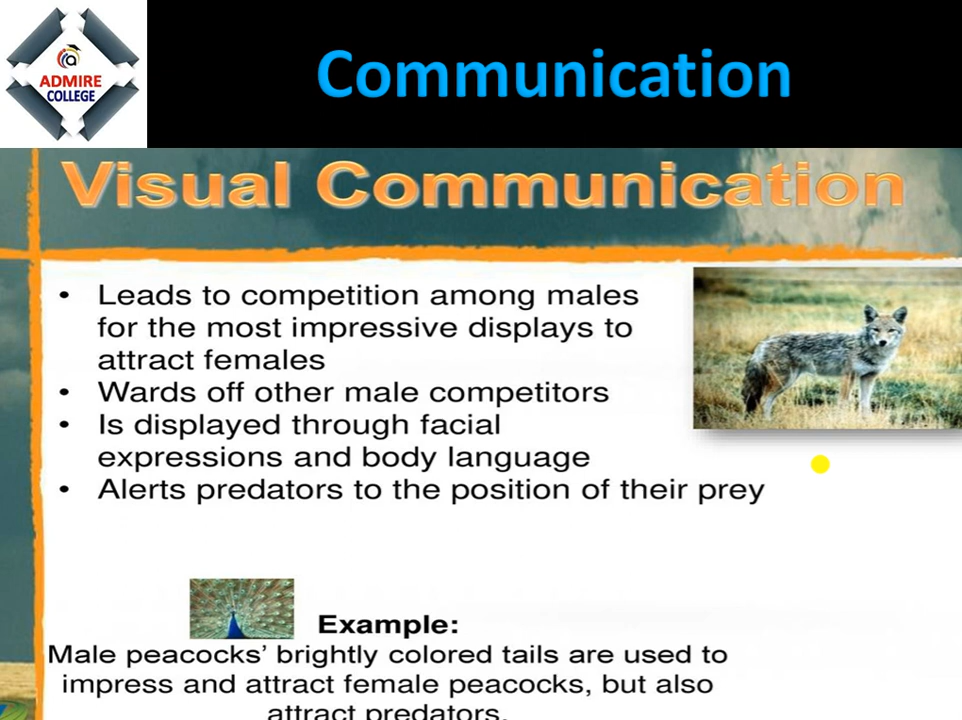 ADMIRE
COLLEGE
Communication
Visual Communication
• Leads to competition among males
for the most impressive displays to
attract females
• Wards off other male competitors
• Is displayed through facial
expressions and body language
• Alerts predators to the position of their prey
Example:
Male peacocks’ brightly colored tails are used to
impress and attract female peacocks, but also
attract predators.